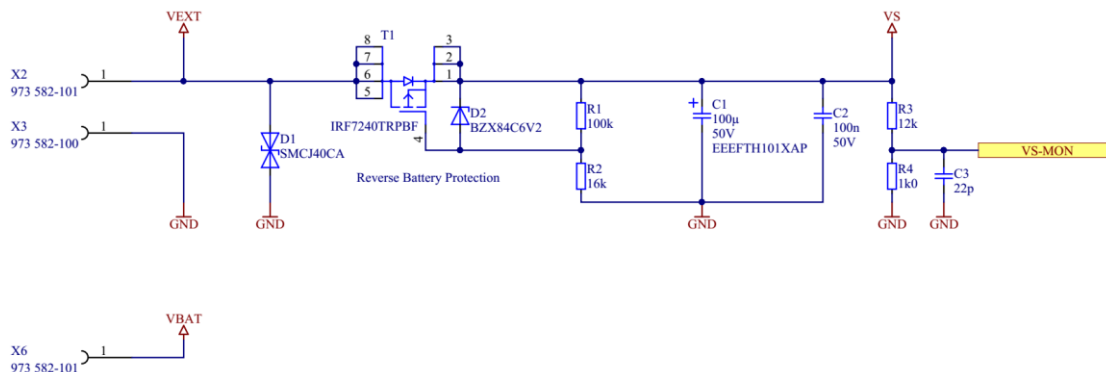 VEXT
VS
X2
973 582-101
1
X3
973 582-100
1
D1
SMCJ40CA
GND
GND
8
7
6
5
T1
3
2
1
4
IRF7240TRPBF
D2
BZX84C6V2
Reverse Battery Protection
R1
100k
R2
16k
C1
100µ
50V
EEEFTH101XAP
+
GND
C2
100n
50V
R3
12k
R4
1k0
GND
C3
22p
GND
VS-MON
VBAT
X6
973 582-101
1